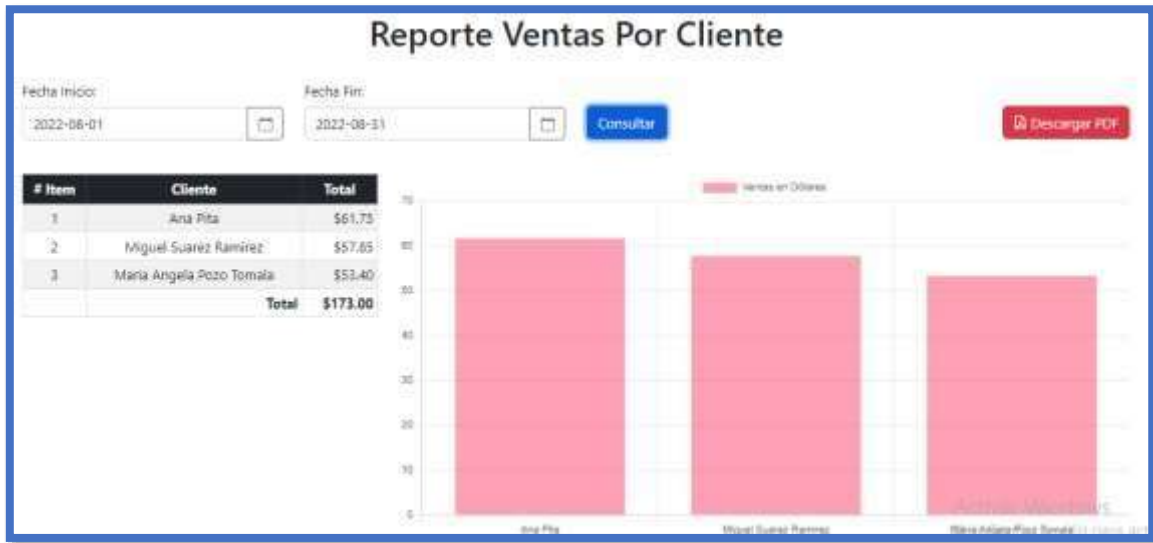 Reporte Ventas Por Cliente
Fecha Inicio: Fecha Fin:
2022-08-01 2022-08-31 Consultar Descargar PDF
# Item Cliente Total
1 Ana Pita $61.75
2 Miguel Suarez Ramirez $57.85
3 Maria Angela Pozo Tomala $53.40
Total $173.00
Ventas en Dólares
70
60
50
40
30
20
10
0
Ana Pita Miguel Suarez Ramirez Maria Angela Pozo Tomala
Activar Windows